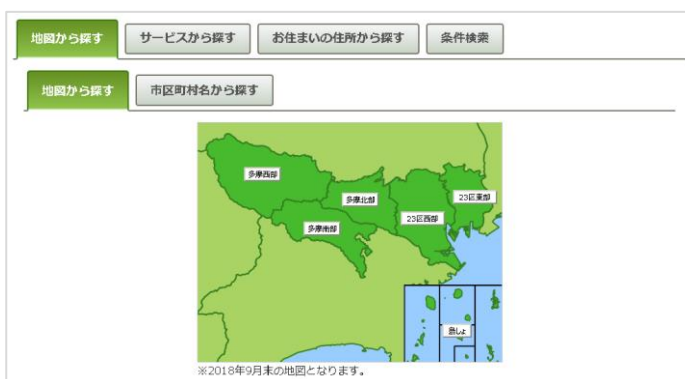 地図から探す サービスから探す お住まいの住所から探す 条件検索
地図から探す 市区町村名から探す
多摩西部
多摩北部
23区東部
23区西部
多摩南部
島しょ
※2018年9月末の地図となります。